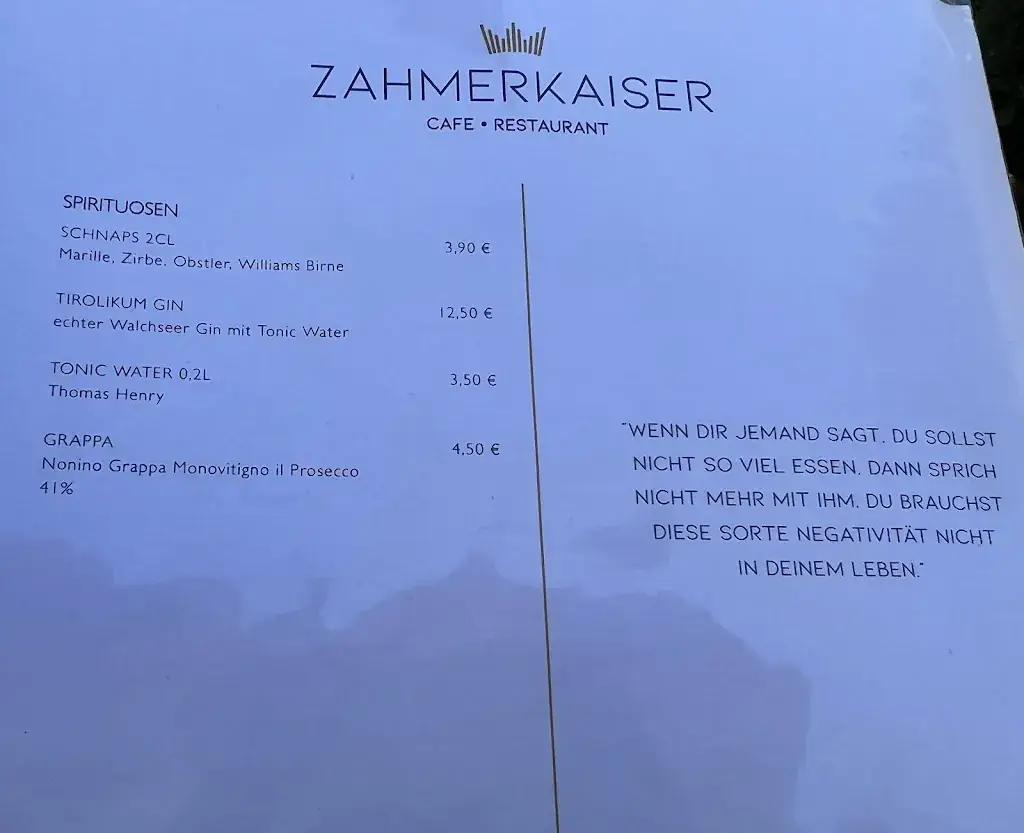 ZAHMERKAISER
CAFE • RESTAURANT
SPIRITUOSEN
SCHNAPS 2CL 3,90 €
Marille, Zirbe, Obstler, Williams Birne
TIROLIKUM GIN 12,50 €
echter Walchseer Gin mit Tonic Water
TONIC WATER 0,2L 3,50 €
Thomas Henry
GRAPPA 4,50 €
Nonino Grappa Monovitigno il Prosecco
41%
"WENN DIR JEMAND SAGT, DU SOLLST
NICHT SO VIEL ESSEN, DANN SPRICH
NICHT MEHR MIT IHM. DU BRAUCHST
DIESE SORTE NEGATIVITÄT NICHT
IN DEINEM LEBEN."